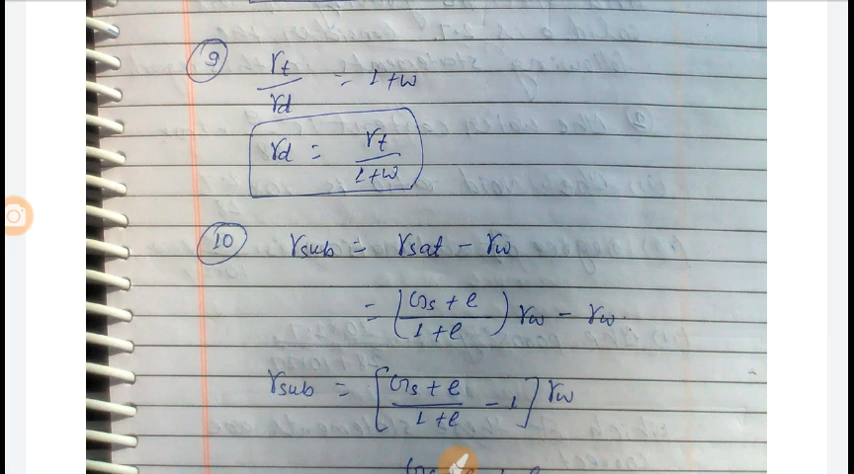 ⑨ γt/γd = 1+w
γd = γt/(1+w)
⑩ γsub = γsat - γw
= ((Gs + e)/(1+e)) γw - γw
γsub = [(Gs + e)/(1+e) - 1] γw